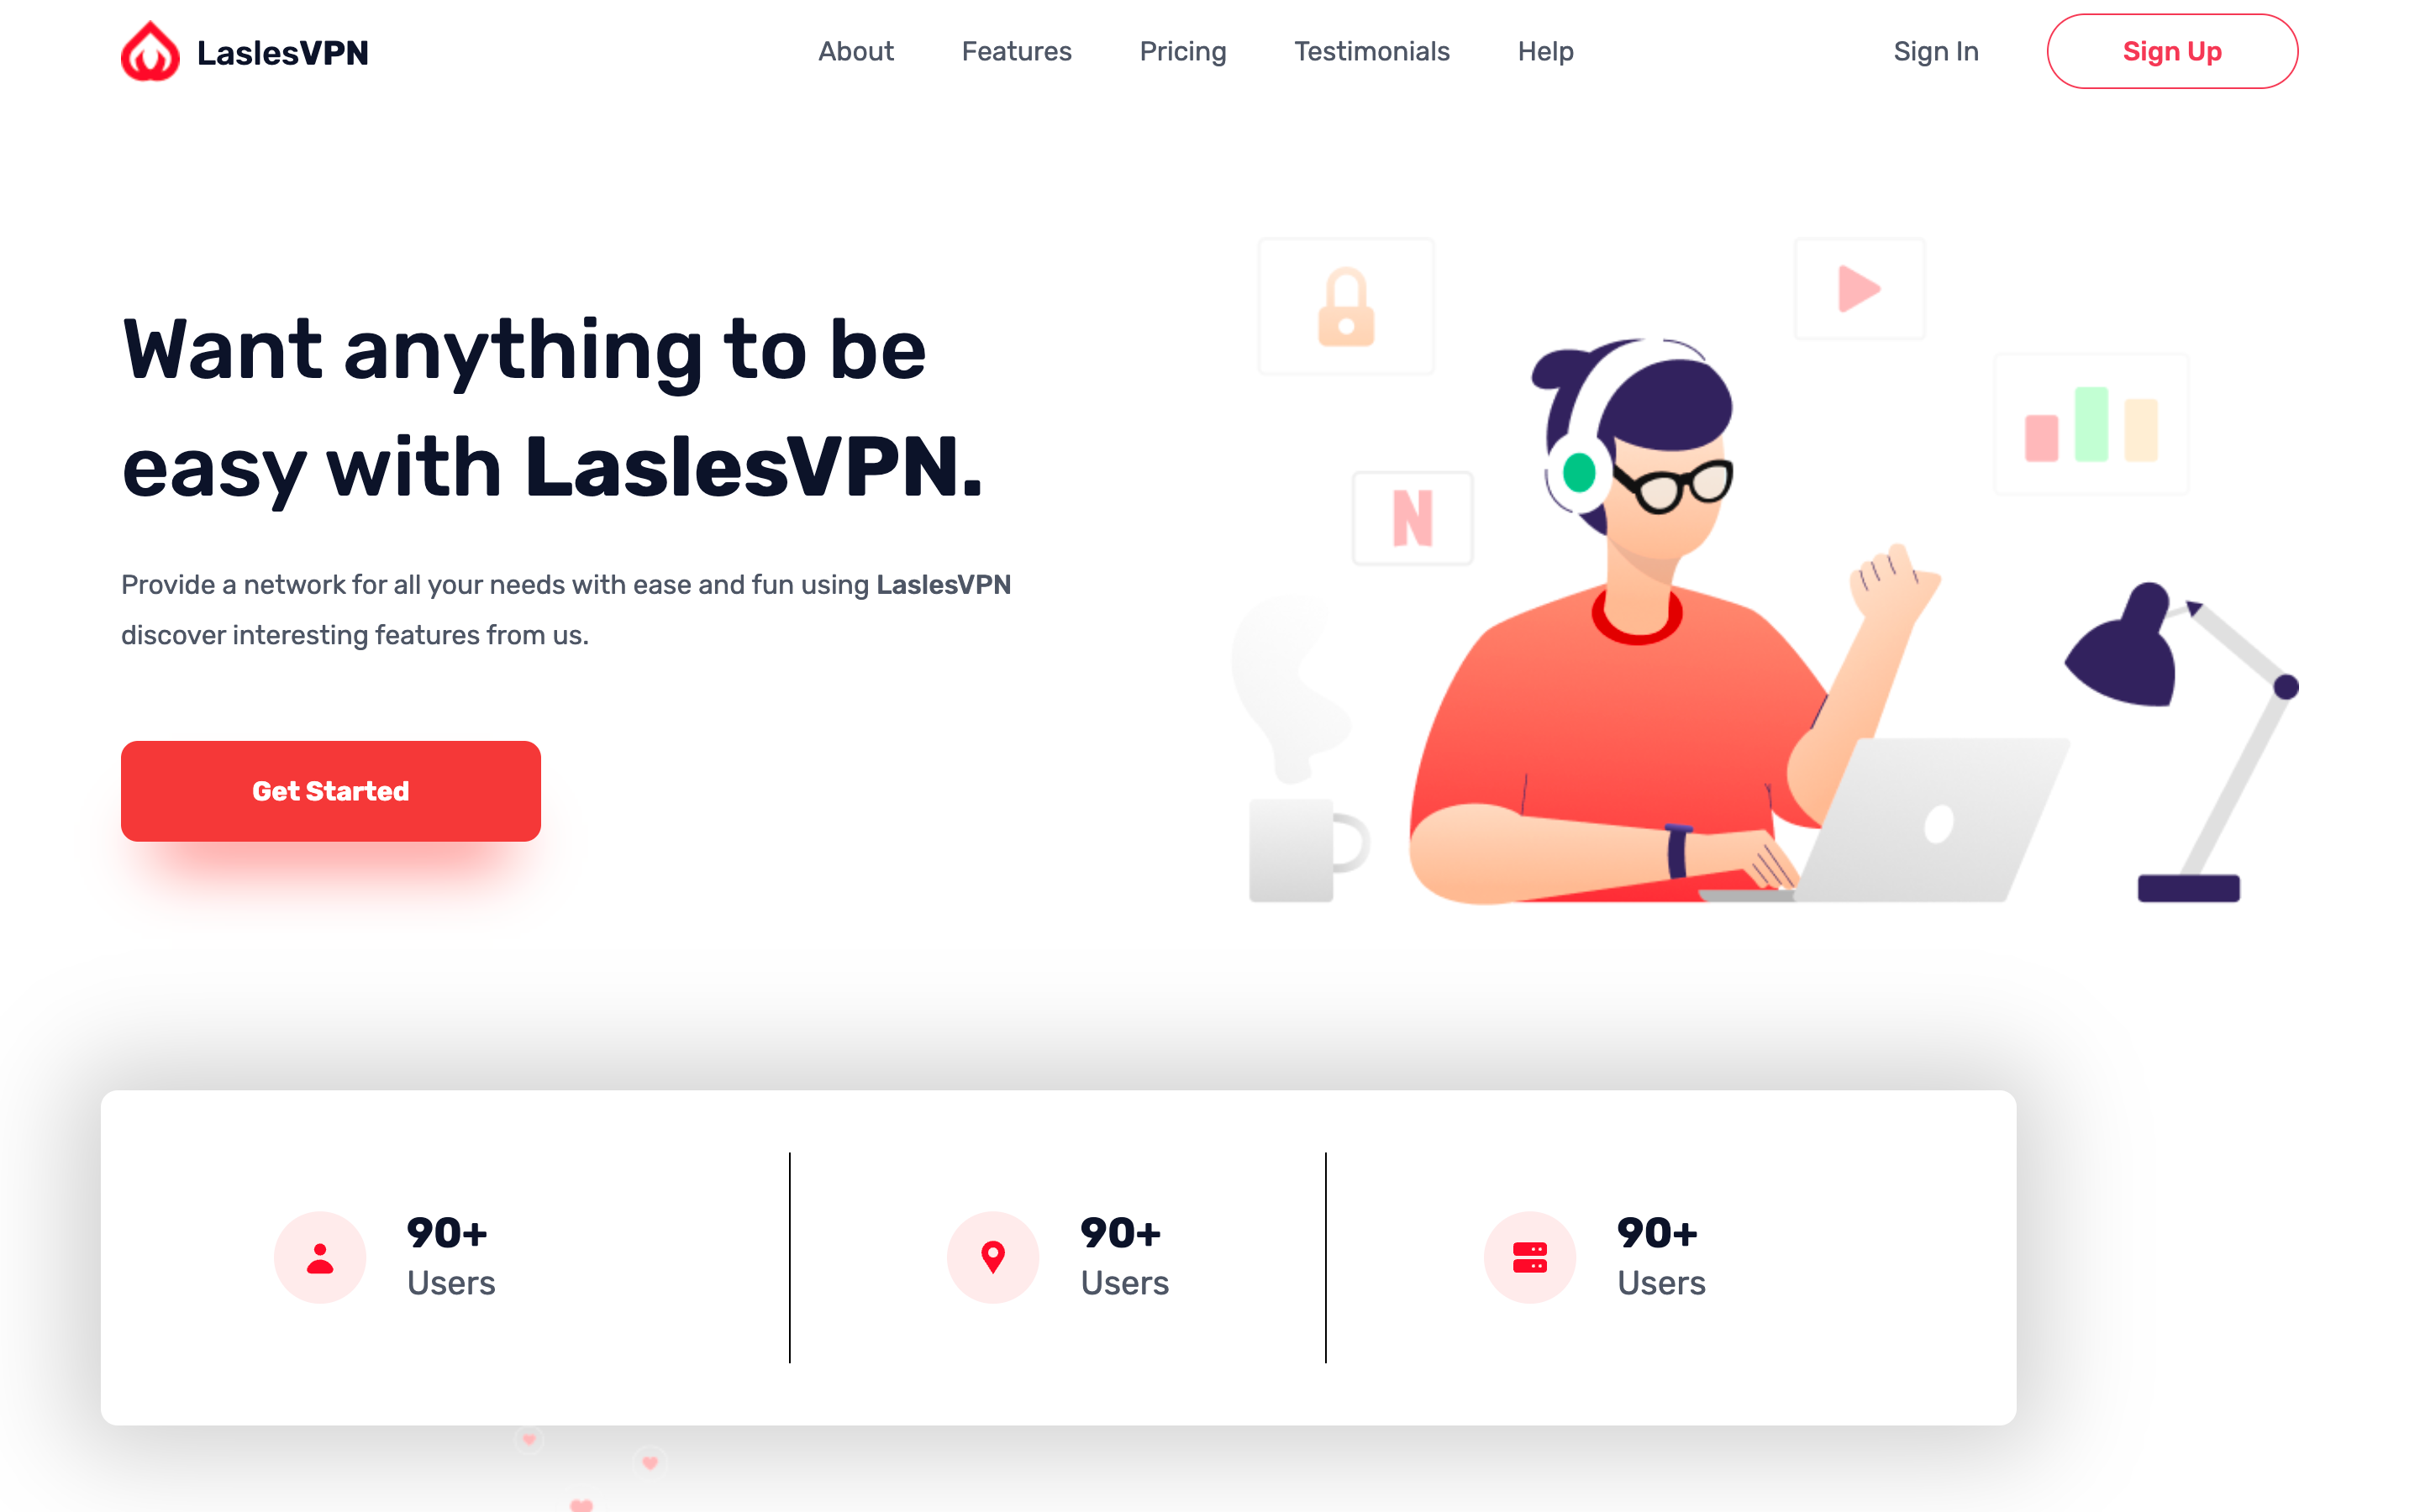 LaslesVPN
About Features Pricing Testimonials Help
Sign In Sign Up
Want anything to be
easy with LaslesVPN.
Provide a network for all your needs with ease and fun using LaslesVPN
discover interesting features from us.
N
Get Started
90+
Users
90+
Users
90+
Users